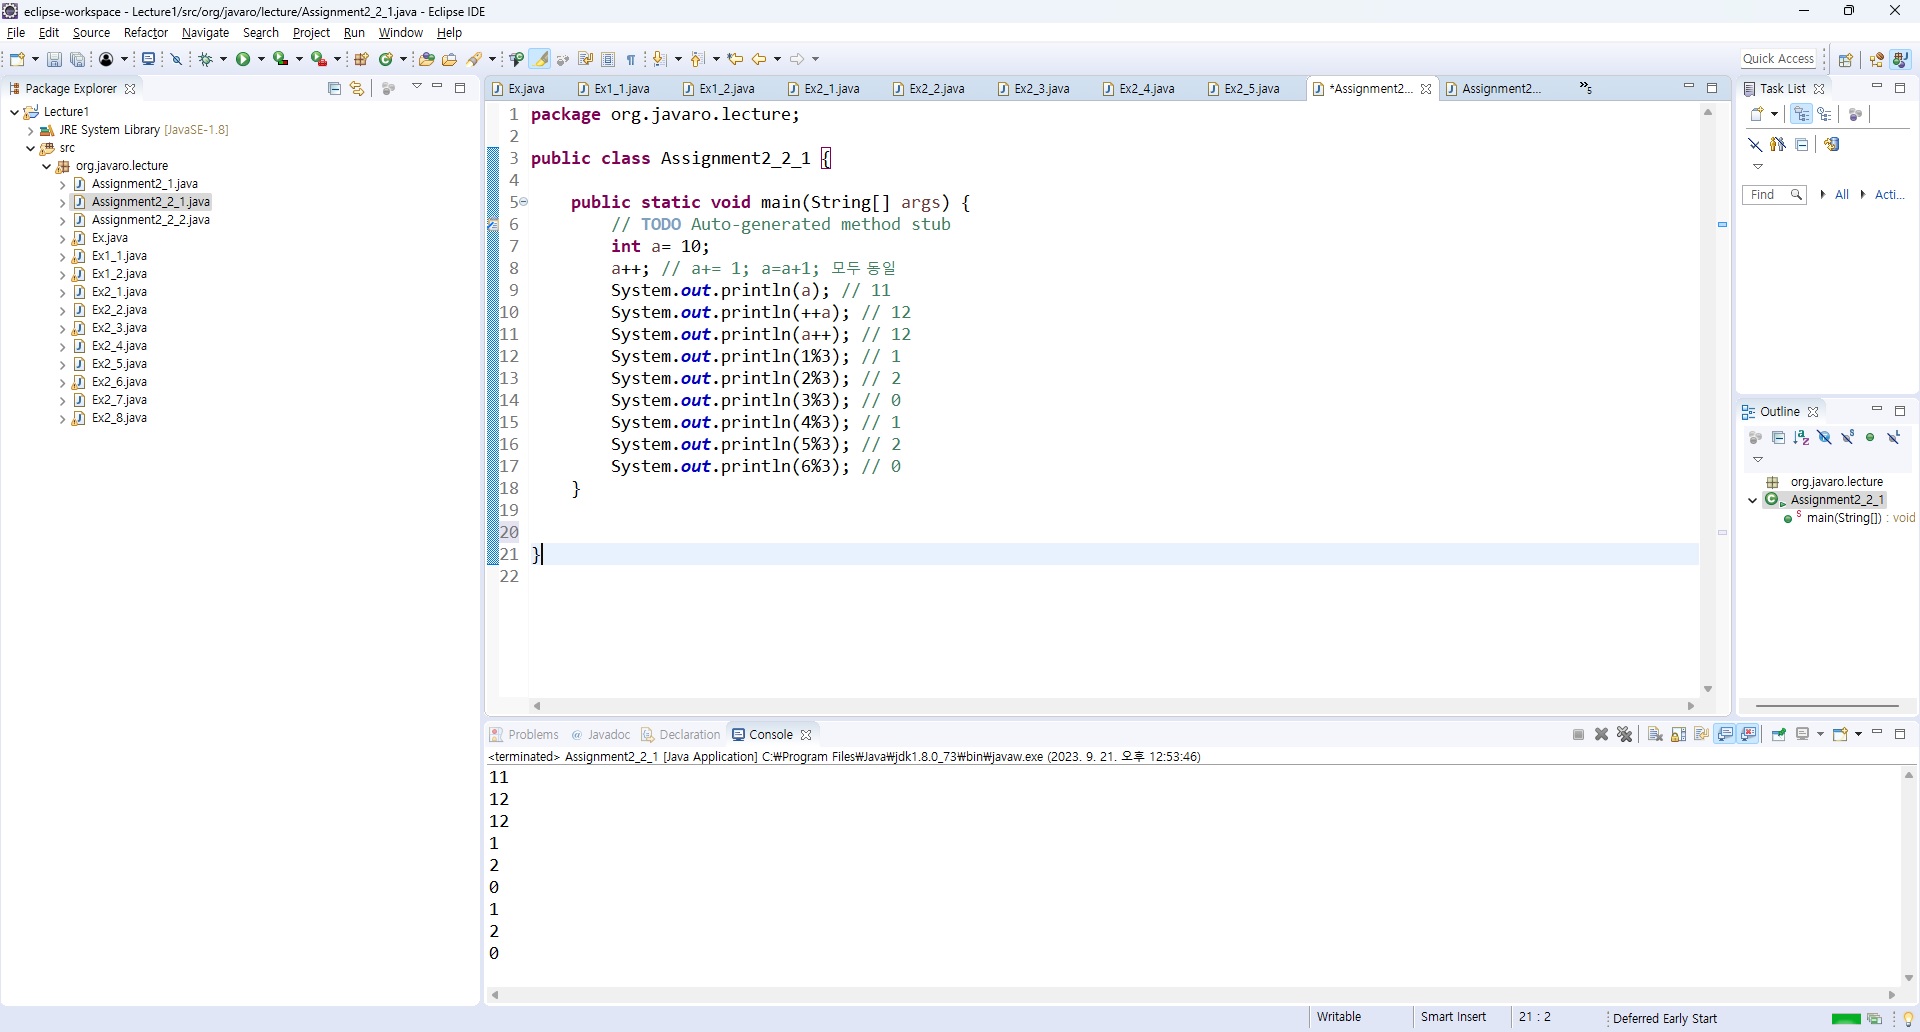 eclipse-workspace - Lecture1/src/org/javaro/lecture/Assignment2_2_1.java - Eclipse IDE
File Edit Source Refactor Navigate Search Project Run Window Help
Quick Access
Package Explorer
Lecture1
JRE System Library [JavaSE-1.8]
src
org.javaro.lecture
Assignment2_1.java
Assignment2_2_1.java
Assignment2_2_2.java
Ex.java
Ex1_1.java
Ex1_2.java
Ex2_1.java
Ex2_2.java
Ex2_3.java
Ex2_4.java
Ex2_5.java
Ex2_6.java
Ex2_7.java
Ex2_8.java
Ex.java Ex1_1.java Ex1_2.java Ex2_1.java Ex2_2.java Ex2_3.java Ex2_4.java Ex2_5.java *Assignment2... Assignment2... »5
1 package org.javaro.lecture;
2
3 public class Assignment2_2_1 {
4
5 public static void main(String[] args) {
6 // TODO Auto-generated method stub
7 int a= 10;
8 a++; // a+= 1; a=a+1; 모두 동일
9 System.out.println(a); // 11
10 System.out.println(++a); // 12
11 System.out.println(a++); // 12
12 System.out.println(1%3); // 1
13 System.out.println(2%3); // 2
14 System.out.println(3%3); // 0
15 System.out.println(4%3); // 1
16 System.out.println(5%3); // 2
17 System.out.println(6%3); // 0
18 }
19
20
21 }
22
Task List
Find All Acti...
Outline
org.javaro.lecture
Assignment2_2_1
main(String[]) : void
Problems @ Javadoc Declaration Console
<terminated> Assignment2_2_1 [Java Application] C:₩Program Files₩Java₩jdk1.8.0_73₩bin₩javaw.exe (2023. 9. 21. 오후 12:53:46)
11
12
12
1
2
0
1
2
0
Writable Smart Insert 21 : 2 Deferred Early Start